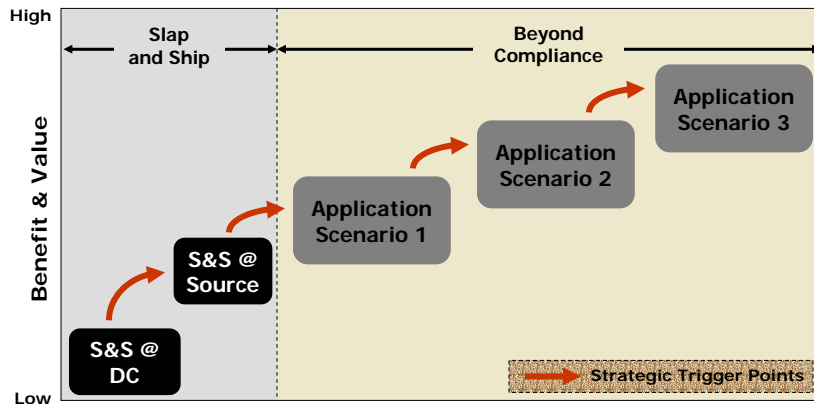 High
Slap
and Ship
Beyond
Compliance
Application
Scenario 3
Application
Scenario 2
Application
Scenario 1
S&S @
Source
S&S @
DC
Benefit & Value
Strategic Trigger Points
Low